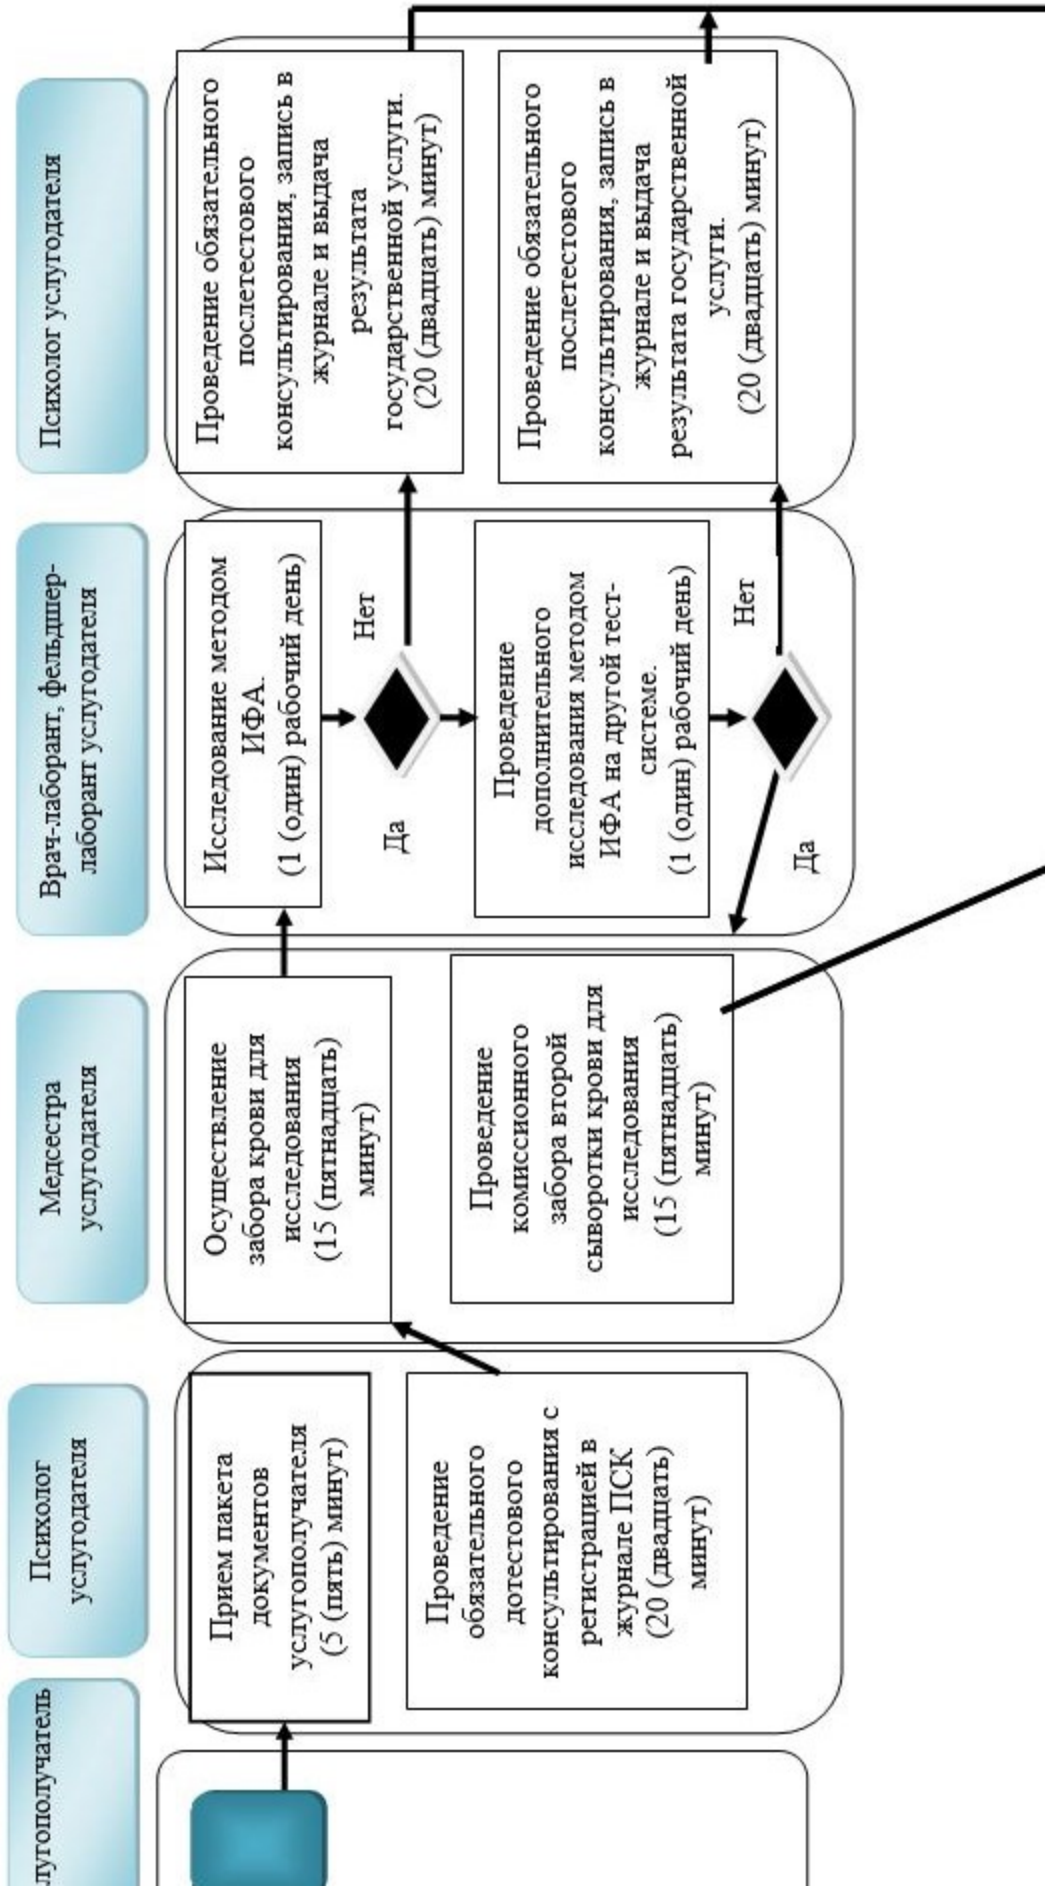 лугополучатель
Психолог
услугодателя
Медсестра
услугодателя
Врач-лаборант, фельдшер-
лаборант услугодателя
Психолог услугодателя
Прием пакета
документов
услугополучателя
(5 (пять) минут)
Проведение
обязательного
дотестового
консультирования с
регистрацией в
журнале ПСК
(20 (двадцать)
минут)
Осуществление
забора крови для
исследования
(15 (пятнадцать)
минут)
Проведение
комиссионного
забора второй
сыворотки крови для
исследования
(15 (пятнадцать)
минут)
Исследование методом
ИФА.
(1 (один) рабочий день)
Да
Нет
Проведение
дополнительного
исследования методом
ИФА на другой тест-
системе.
(1 (один) рабочий день)
Да
Нет
Проведение обязательного
послетестового
консультирования, запись в
журнале и выдача
результата
государственной услуги.
(20 (двадцать) минут)
Проведение обязательного
послетестового
консультирования, запись в
журнале и выдача
результата государственной
услуги.
(20 (двадцать) минут)